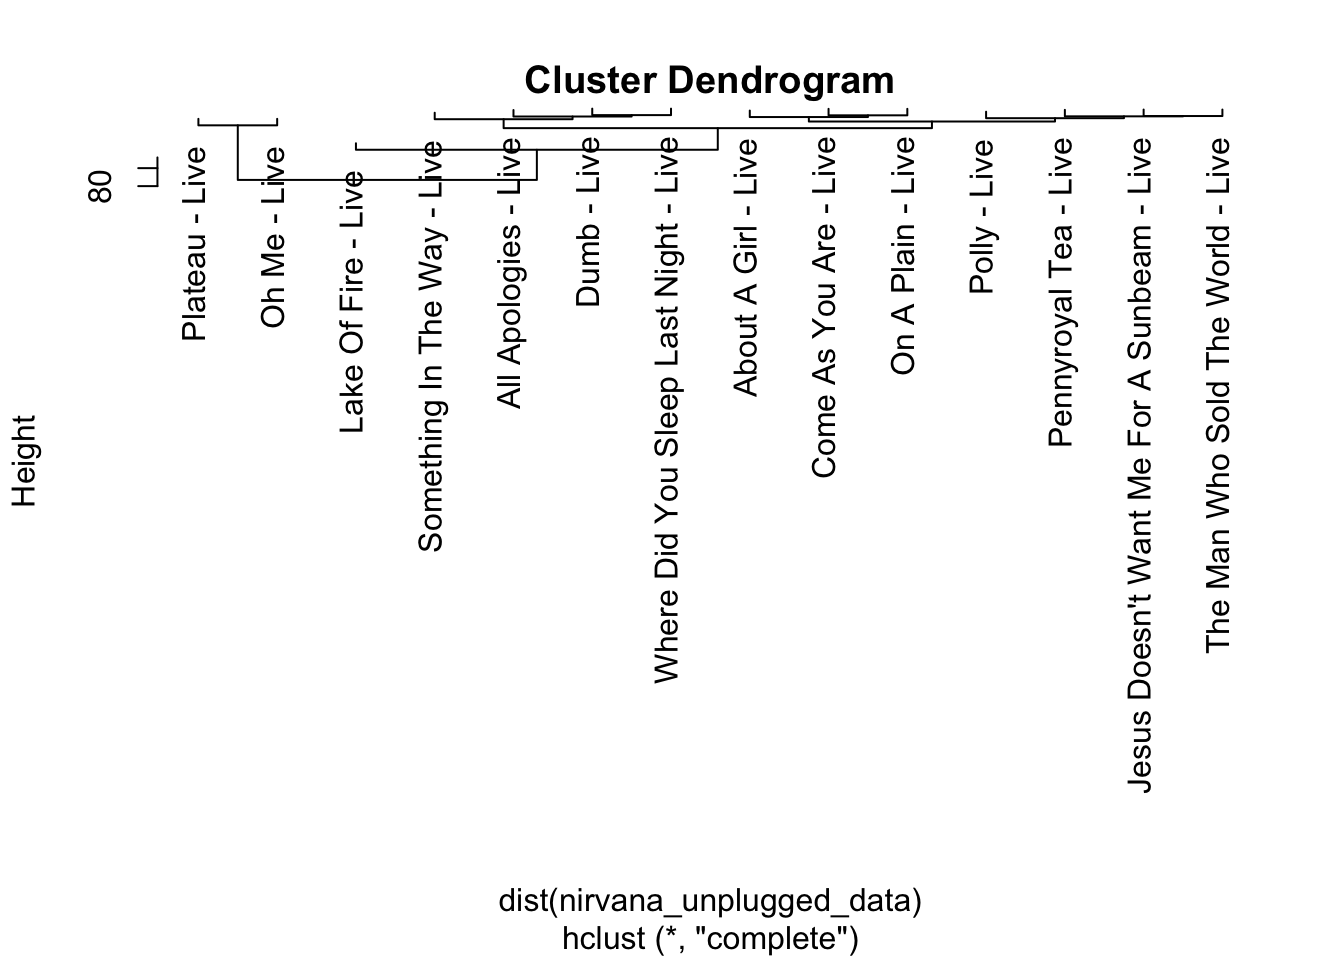 Cluster Dendrogram
80
Height
Plateau - Live
Oh Me - Live
Lake Of Fire - Live
Something In The Way - Live
All Apologies - Live
Dumb - Live
Where Did You Sleep Last Night - Live
About A Girl - Live
Come As You Are - Live
On A Plain - Live
Polly - Live
Pennyroyal Tea - Live
Jesus Doesn't Want Me For A Sunbeam - Live
The Man Who Sold The World - Live
dist(nirvana_unplugged_data)
hclust (*, "complete")